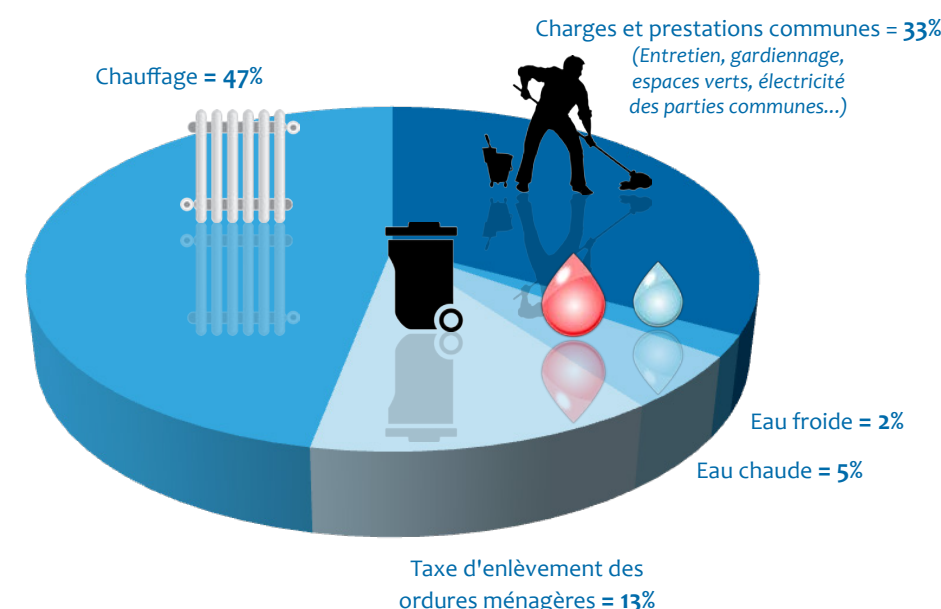 Charges et prestations communes = 33%
(Entretien, gardiennage,
espaces verts, électricité
des parties communes...)
Chauffage = 47%
Eau froide = 2%
Eau chaude = 5%
Taxe d'enlèvement des
ordures ménagères = 13%